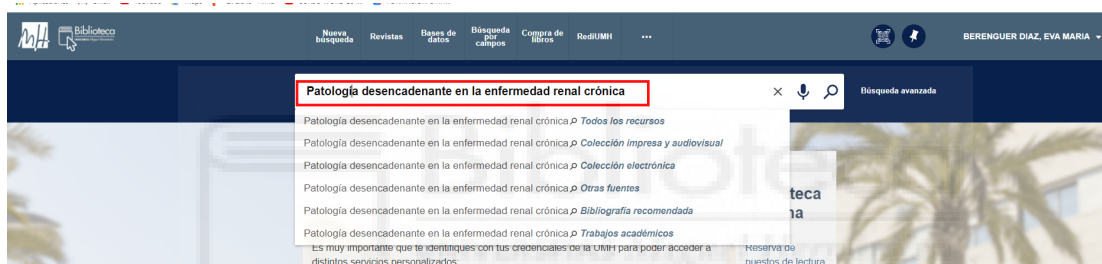 Biblioteca
Nueva búsqueda
Revistas
Bases de datos
Búsqueda por campos
Compra de libros
RediUMH
...
BERENGUER DIAZ, EVA MARIA
Patología desencadenante en la enfermedad renal crónica
Búsqueda avanzada
Patología desencadenante en la enfermedad renal crónica Todos los recursos
Patología desencadenante en la enfermedad renal crónica Colección impresa y audiovisual
Patología desencadenante en la enfermedad renal crónica Colección electrónica
Patología desencadenante en la enfermedad renal crónica Otras fuentes
Patología desencadenante en la enfermedad renal crónica Bibliografía recomendada
Patología desencadenante en la enfermedad renal crónica Trabajos académicos
teca
na
Es muy importante que te identifiques con tus credenciales de la UMH para poder acceder a
distintos servicios personalizados:
Reserva de
puestos de lectura